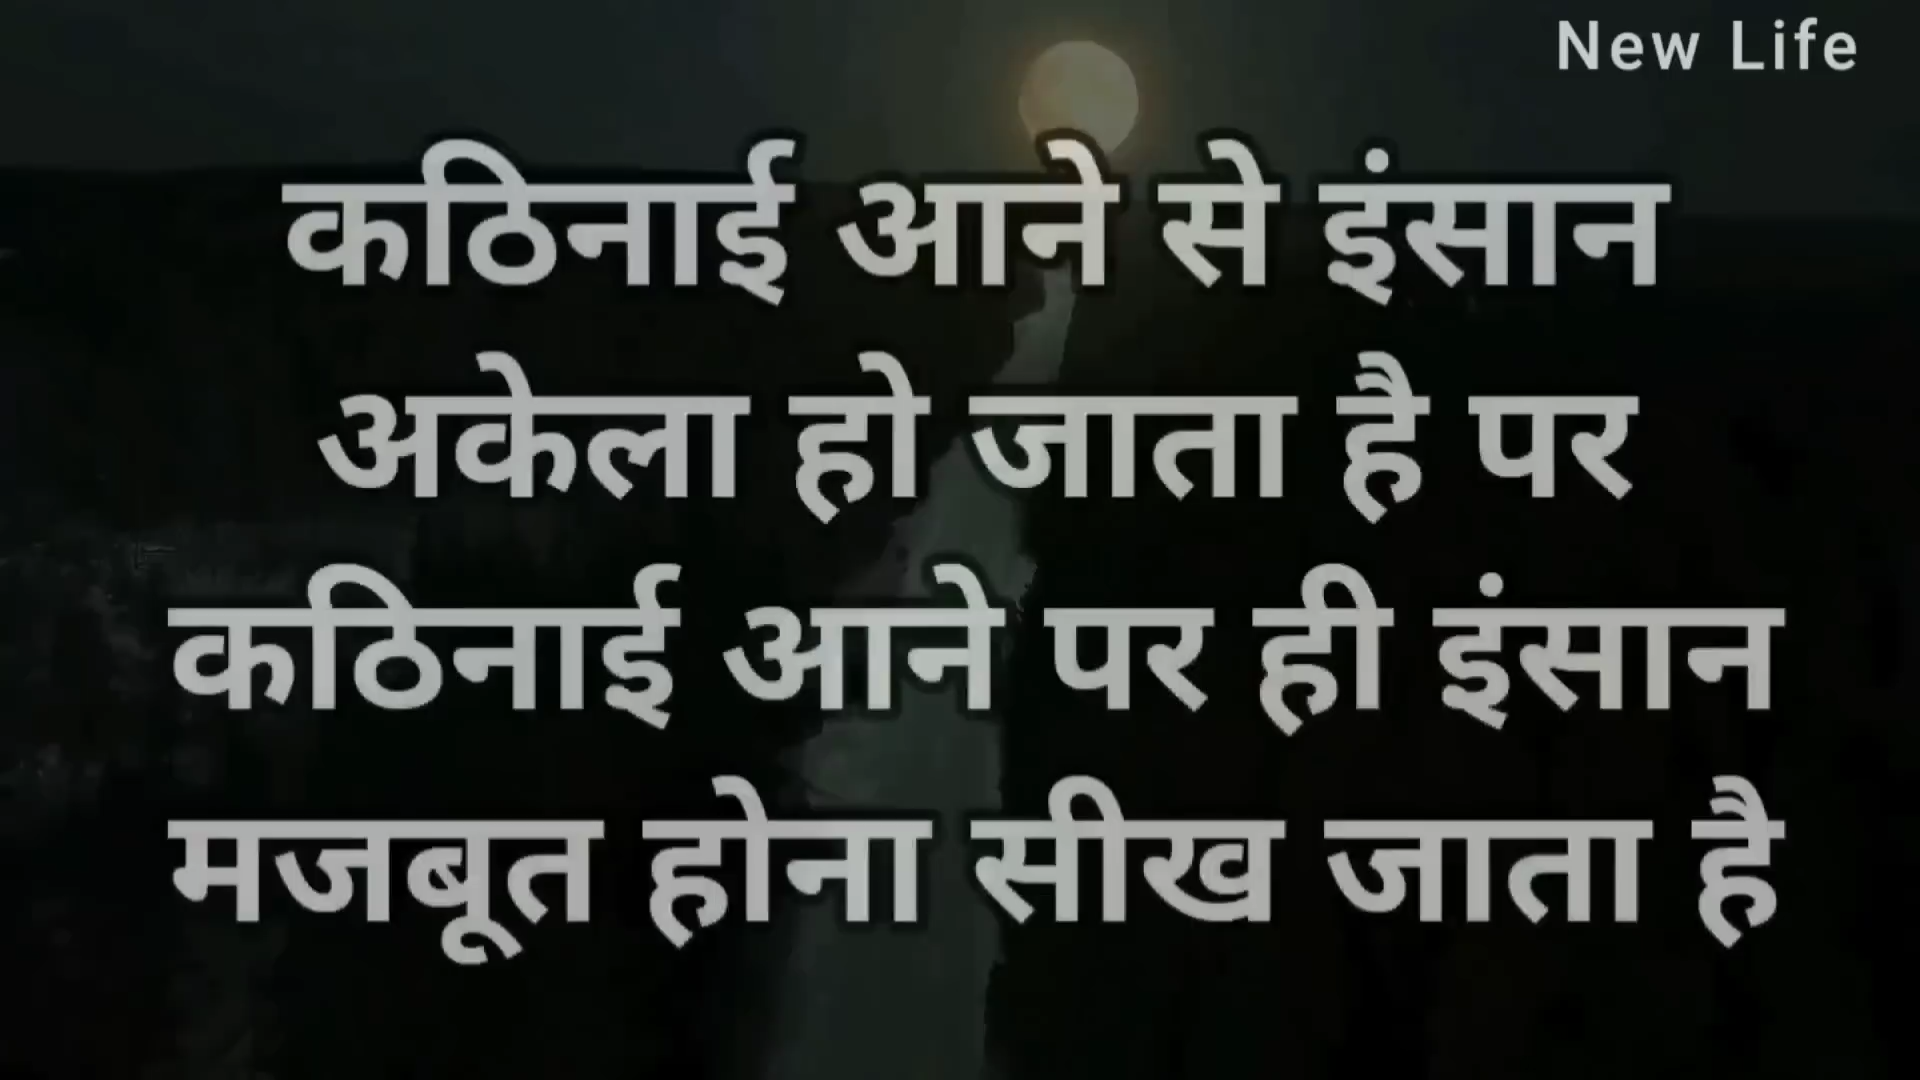 New Life
कठिनाई आने से इंसान
अकेला हो जाता है पर
कठिनाई आने पर ही इंसान
मजबूत होना सीख जाता है